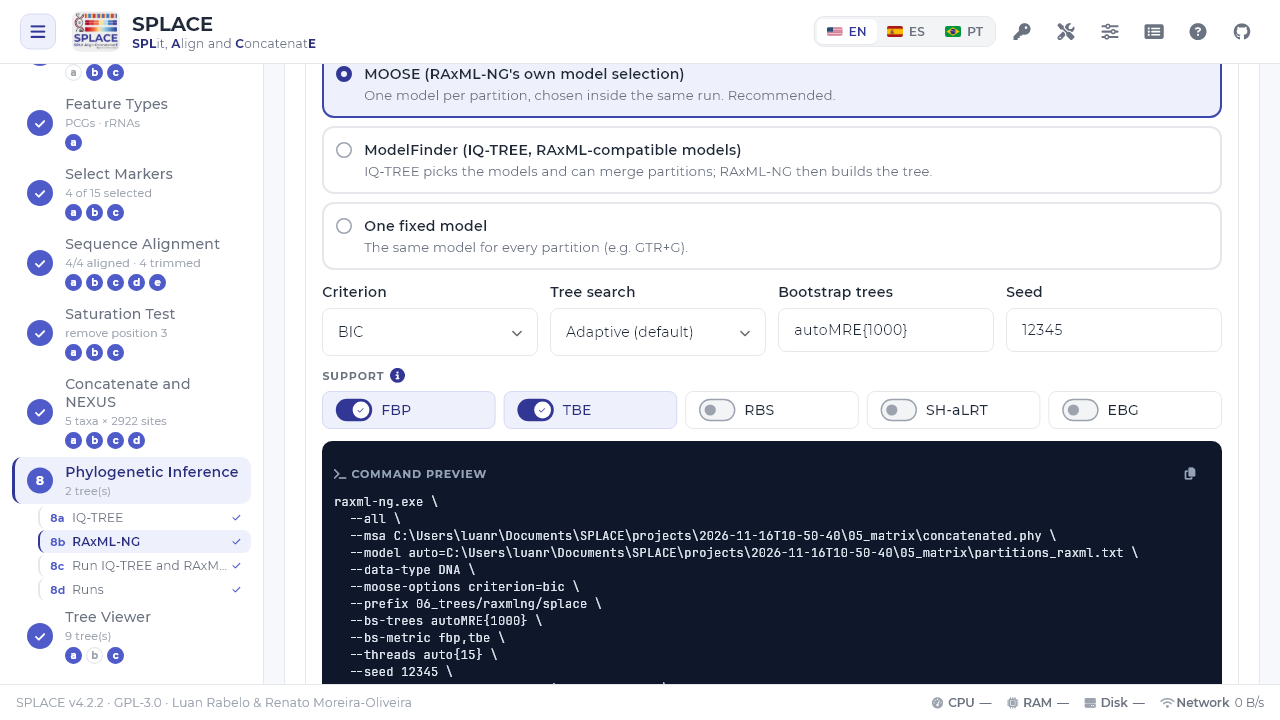 SPLACE
SPLit, Align and ConcatenatE
EN
ES
PT
a b c
Feature Types
PCGs · rRNAs
a
Select Markers
4 of 15 selected
a b c
Sequence Alignment
4/4 aligned · 4 trimmed
a b c d e
Saturation Test
remove position 3
a b c
Concatenate and
NEXUS
5 taxa × 2922 sites
a b c d
8 Phylogenetic Inference
2 tree(s)
8a IQ-TREE
8b RAxML-NG
8c Run IQ-TREE and RAxM...
8d Runs
Tree Viewer
9 tree(s)
a b c
MOOSE (RAxML-NG's own model selection)
One model per partition, chosen inside the same run. Recommended.
ModelFinder (IQ-TREE, RAxML-compatible models)
IQ-TREE picks the models and can merge partitions; RAxML-NG then builds the tree.
One fixed model
The same model for every partition (e.g. GTR+G).
Criterion Tree search Bootstrap trees Seed
BIC Adaptive (default) autoMRE{1000} 12345
SUPPORT
FBP TBE RBS SH-aLRT EBG
COMMAND PREVIEW
raxml-ng.exe \
--all \
--msa C:\Users\luanr\Documents\SPLACE\projects\2026-11-16T10-50-40\05_matrix\concatenated.phy \
--model auto=C:\Users\luanr\Documents\SPLACE\projects\2026-11-16T10-50-40\05_matrix\partitions_raxml.txt \
--data-type DNA \
--moose-options criterion=bic \
--prefix 06_trees/raxmlng/splace \
--bs-trees autoMRE{1000} \
--bs-metric fbp,tbe \
--threads auto{15} \
--seed 12345 \
SPLACE v4.2.2 · GPL-3.0 · Luan Rabelo & Renato Moreira-Oliveira
CPU — RAM — Disk — Network 0 B/s